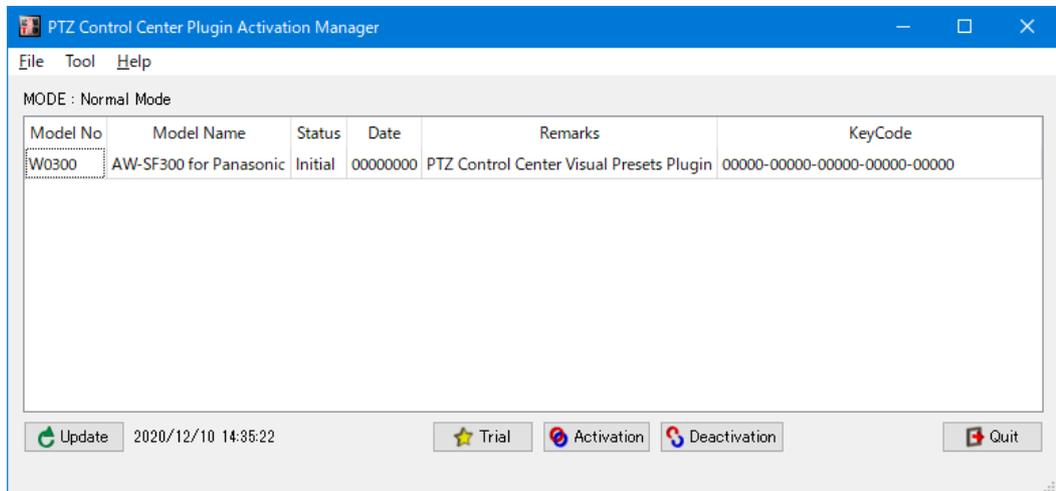 PTZ Control Center Plugin Activation Manager
File Tool Help
MODE : Normal Mode
Model No Model Name Status Date Remarks KeyCode
W0300 AW-SF300 for Panasonic Initial 00000000 PTZ Control Center Visual Presets Plugin 00000-00000-00000-00000-00000
Update 2020/12/10 14:35:22 Trial Activation Deactivation Quit